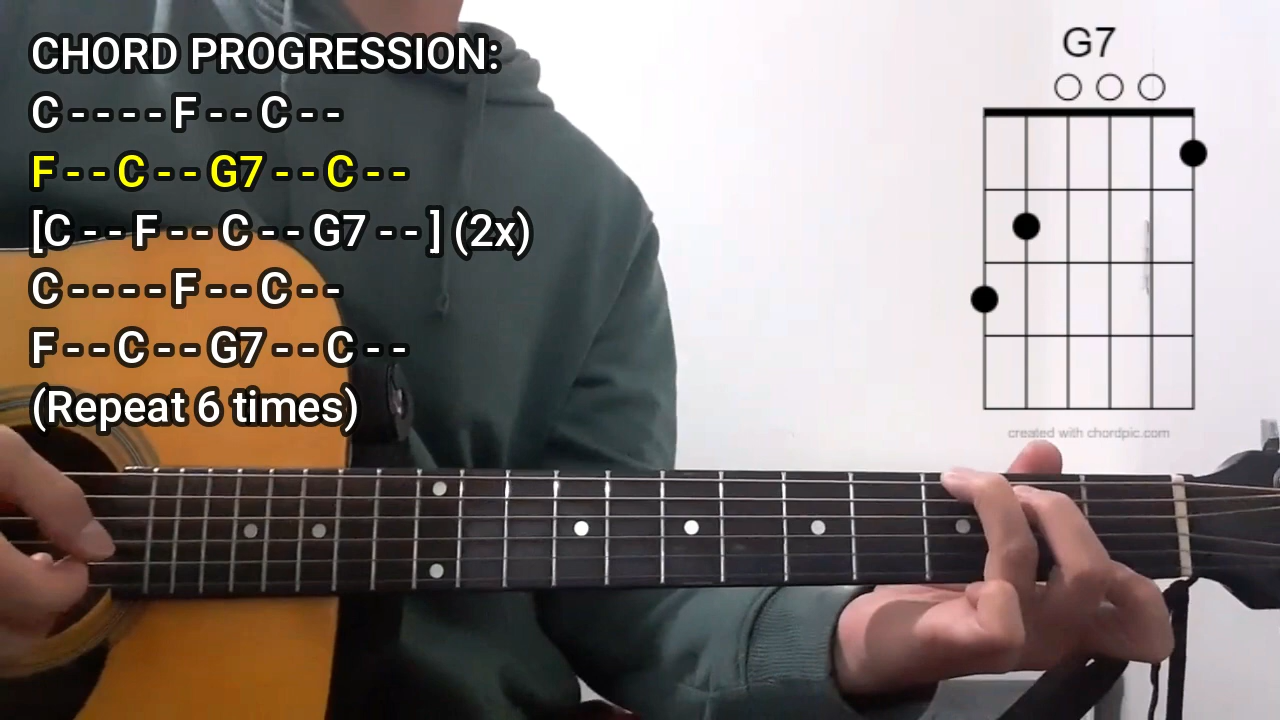 CHORD PROGRESSION:
C - - - - F - - C - -
F - - C - - G7 - - C - -
[C - - F - - C - - G7 - - ] (2x)
C - - - - F - - C - -
F - - C - - G7 - - C - -
(Repeat 6 times)
G7
created with chordpic.com